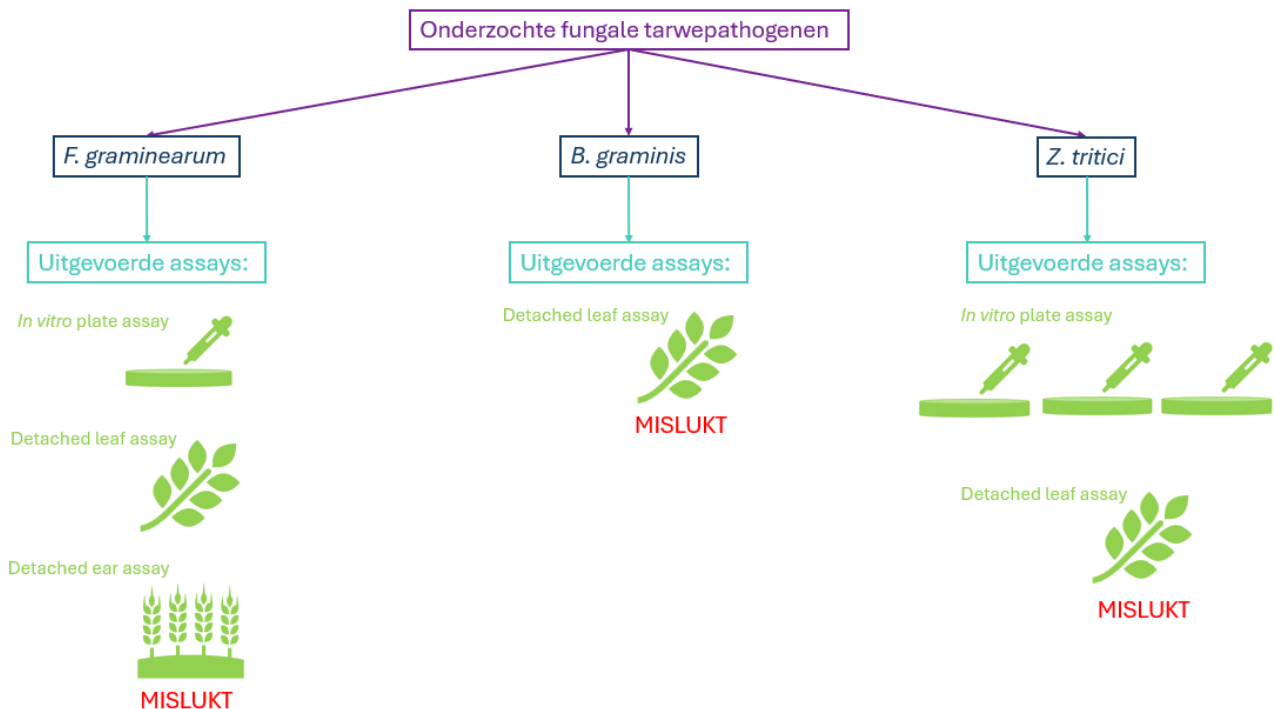 Onderzochte fungale tarwepathogenen
F. graminearum
B. graminis
Z. tritici
Uitgevoerde assays:
Uitgevoerde assays:
Uitgevoerde assays:
In vitro plate assay
Detached leaf assay
Detached ear assay
MISLUKT
Detached leaf assay
MISLUKT
In vitro plate assay
Detached leaf assay
MISLUKT